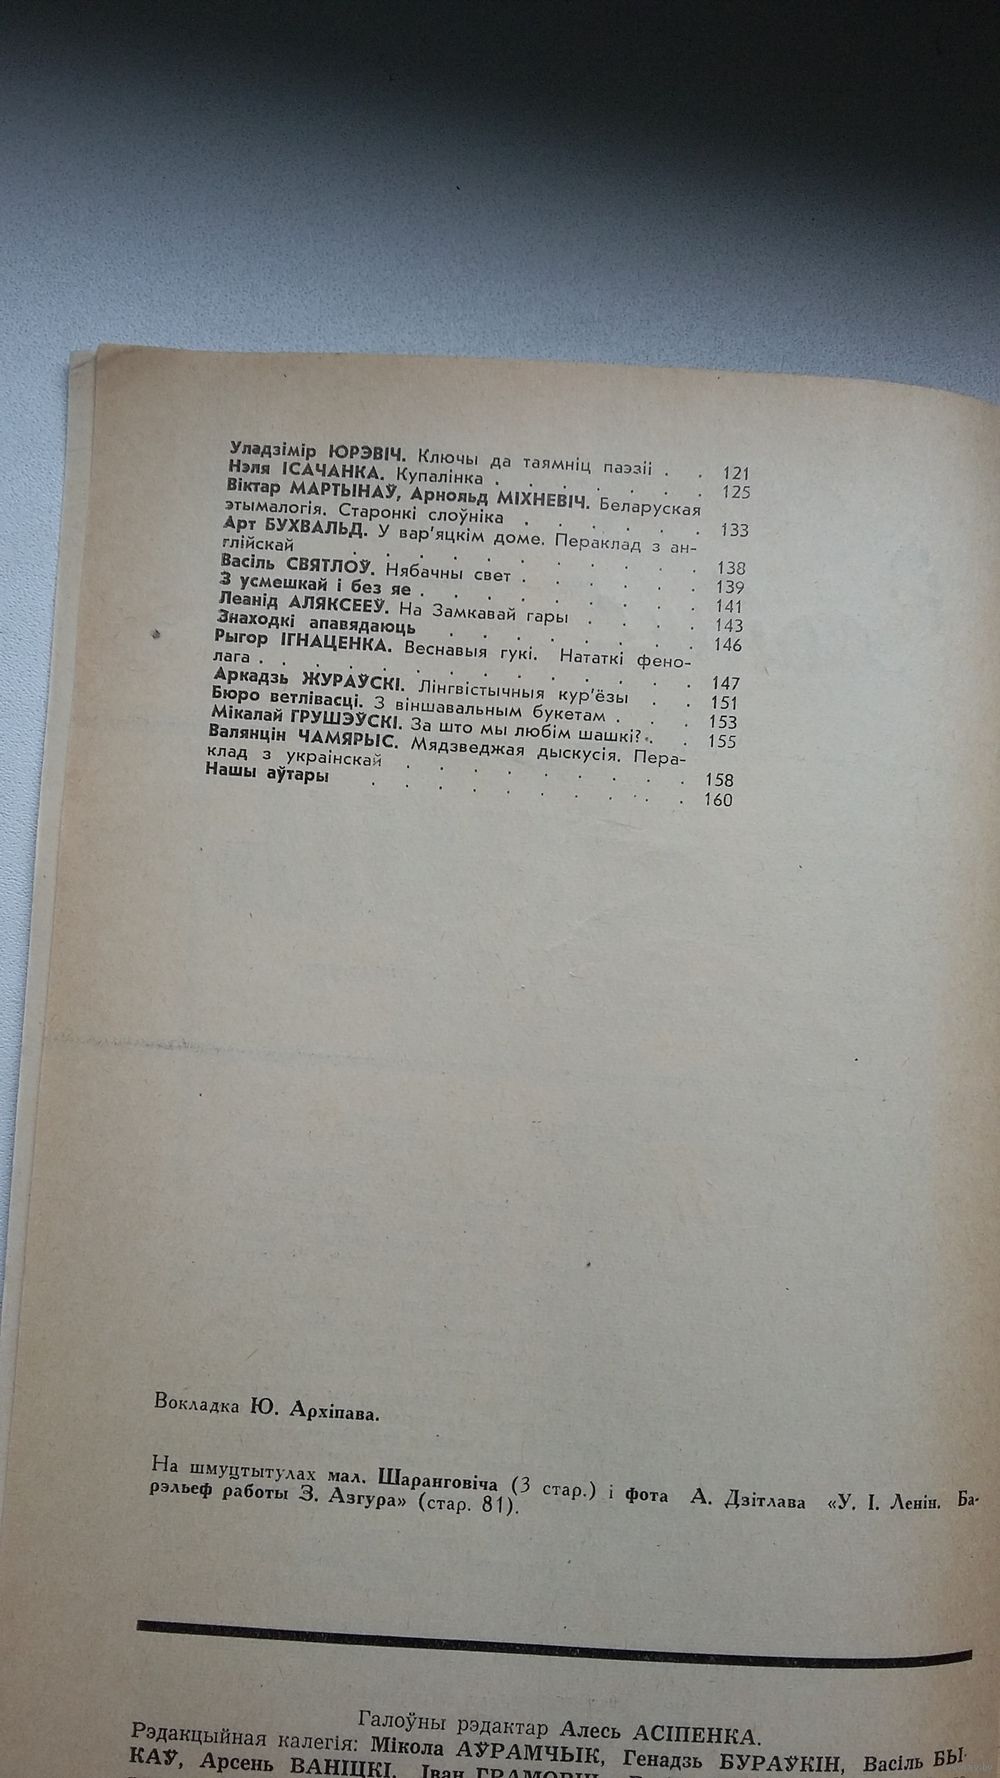 Уладзімір ЮРЭВІЧ. Ключы да таямніц паэзіі . . 121
Нэля ІСАЧАНКА. Купалінка . . . . . . . 125
Віктар МАРТЫНАЎ, Арнольд МІХНЕВІЧ. Беларуская
этымалогія. Старонкі слоўніка . . . . . . 133
Арт БУХВАЛЬД. У вар'яцкім доме. Пераклад з ан-
глійскай . . . . . . . . . . 138
Васіль СВЯТЛОЎ. Нябачны свет . . . . . . 139
З усмешкай і без яе . . . . . . . . 141
Леанід АЛЯКСЕЕЎ. На Замкавай гары . . . . 143
Знаходкі апавядаюць . . . . . . . . 146
Рыгор ІГНАЦЕНКА. Веснавыя гукі. Нататкі фено-
лага . . . . . . . . . . . . 147
Аркадзь ЖУРАЎСКІ. Лінгвістычныя кур'ёзы . . 151
Бюро ветлівасці. З віншавальным букетам . . . 153
Мікалай ГРУШЭЎСКІ. За што мы любім шашкі? . . 155
Валянцін ЧАМЯРЫС. Мядзведжая дыскусія. Пера-
клад з украінскай . . . . . . . . . 158
Нашы аўтары . . . . . . . . . . 160
Вокладка Ю. Архіпава.
На шмуцтытулах мал. Шаранговіча (3 стар.) і фота А. Дзітлава «У. І. Ленін. Ба-
рэльеф работы З. Азгура» (стар. 81).
Галоўны рэдактар Алесь АСІПЕНКА.
Рэдакцыйная калегія: Мікола АЎРАМЧЫК, Генадзь БУРАЎКІН, Васіль БЫ-
КАЎ, Арсень ВАНІЦКІ, Іван